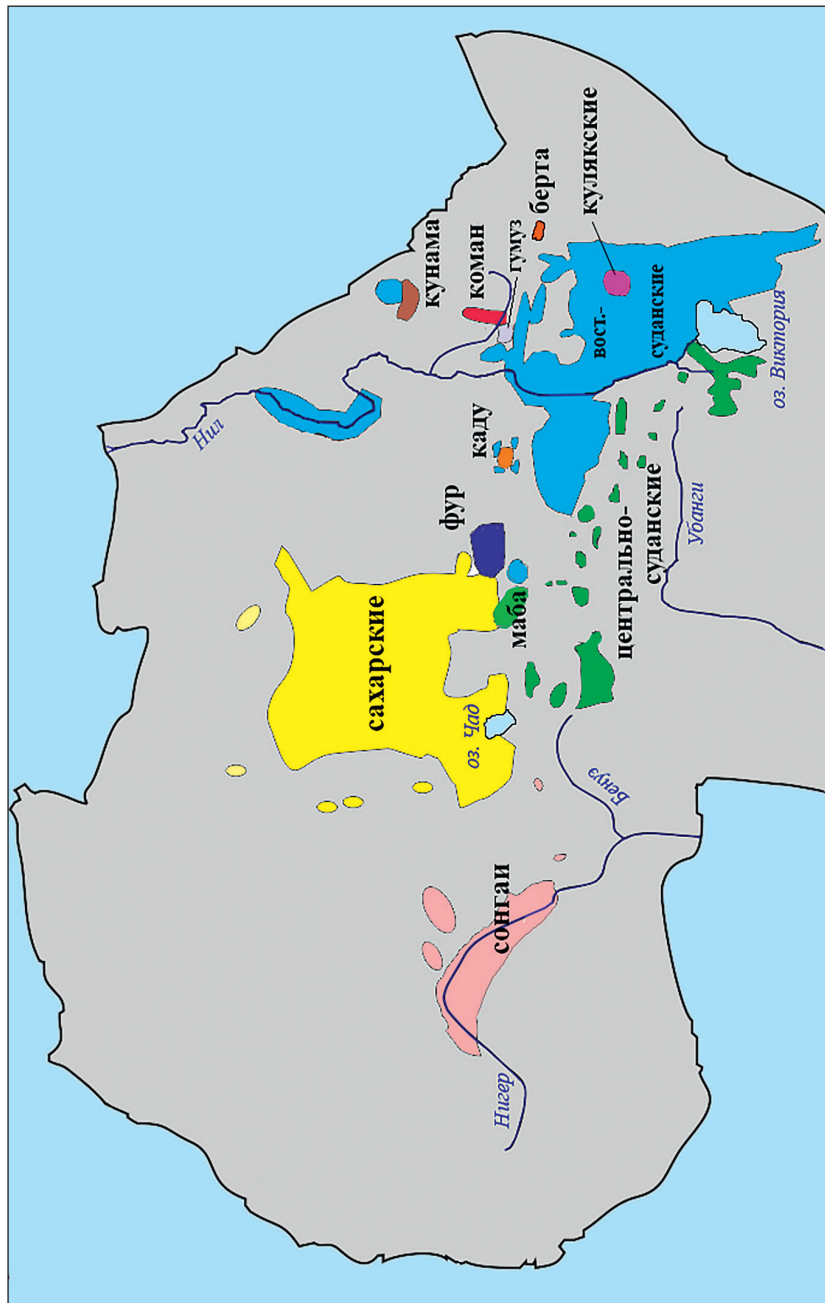 Нил
кунама
коман
гумуз
берта
кулякские
вост.-
суданские
оз. Виктория
каду
фур
маба
центрально-
суданские
Убанги
сахарские
оз. Чад
Бенуэ
сонгаи
Нигер